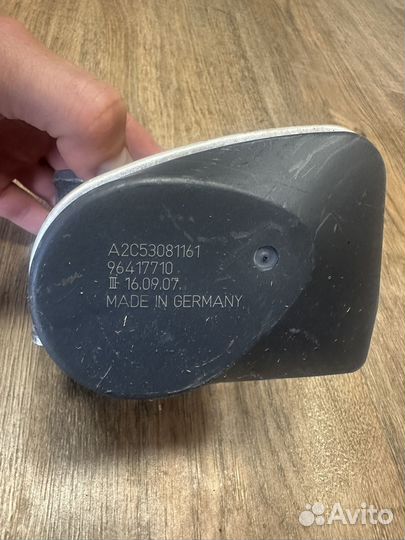 A2C53081161
96417710
III 16.09.07.
MADE IN GERMANY
Avito